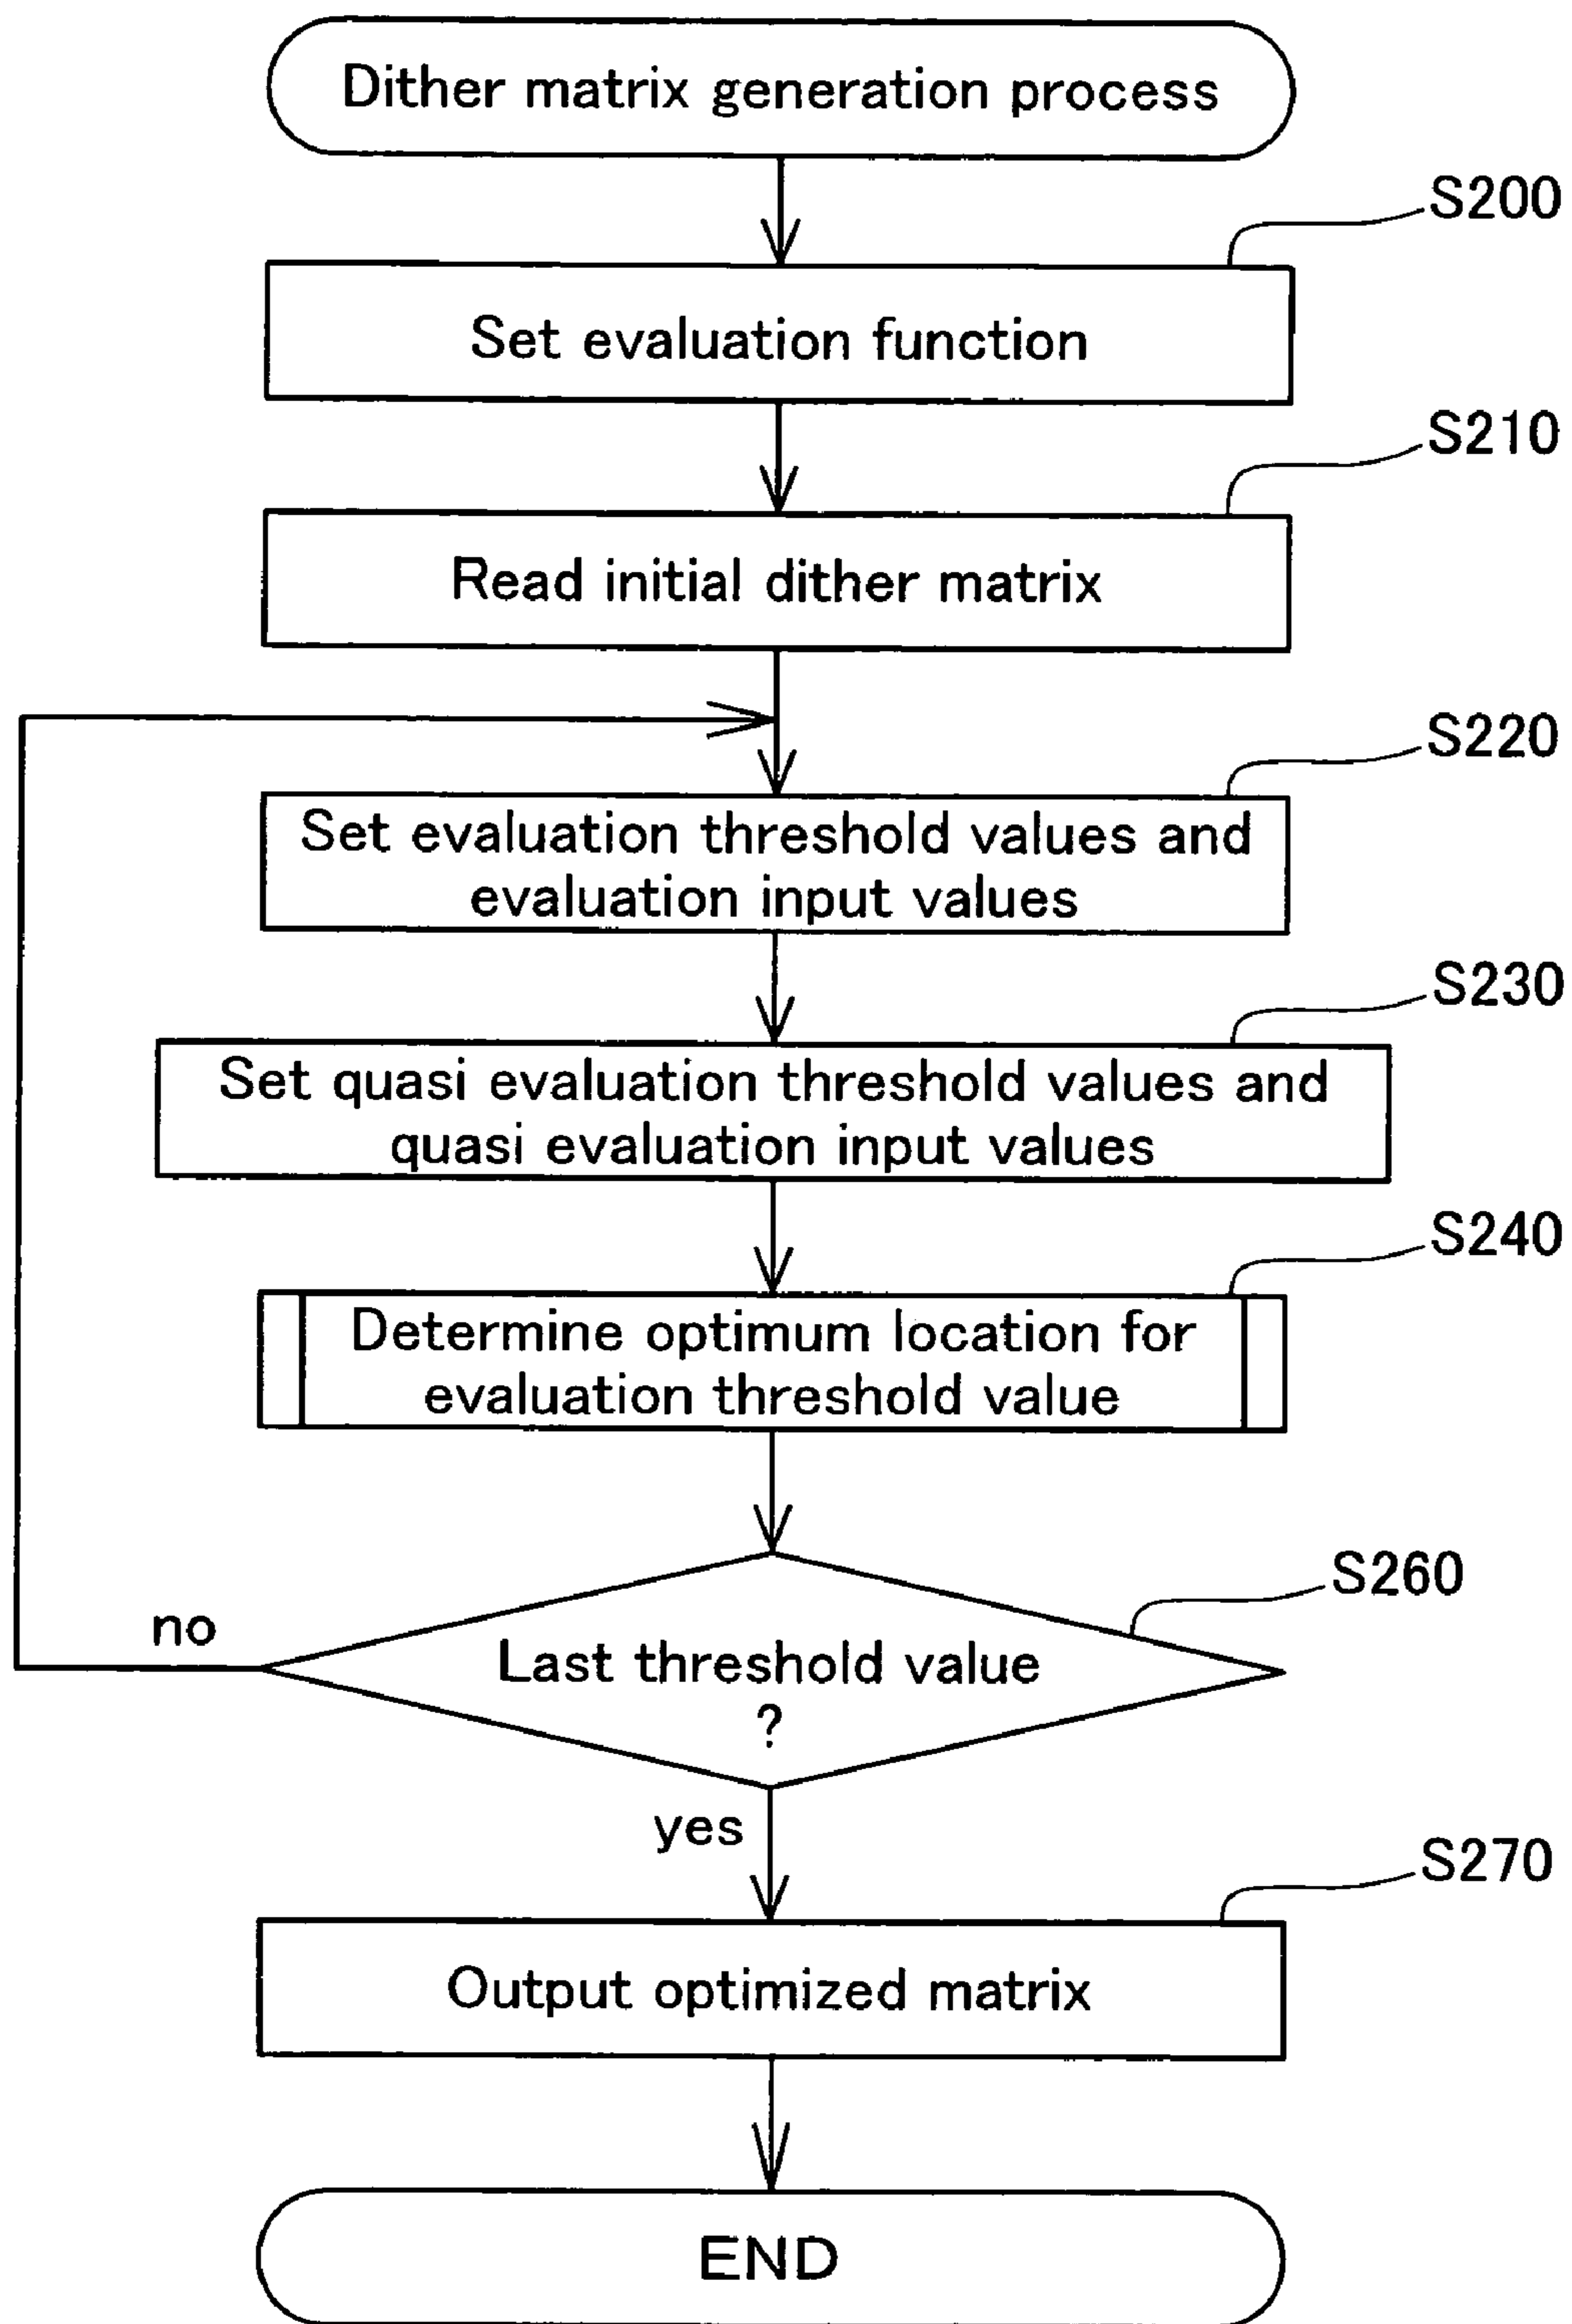 Dither matrix generation process
S200
Set evaluation function
S210
Read initial dither matrix
S220
Set evaluation threshold values and
evaluation input values
S230
Set quasi evaluation threshold values and
quasi evaluation input values
S240
Determine optimum location for
evaluation threshold value
S260
no
Last threshold value
?
yes
S270
Output optimized matrix
END